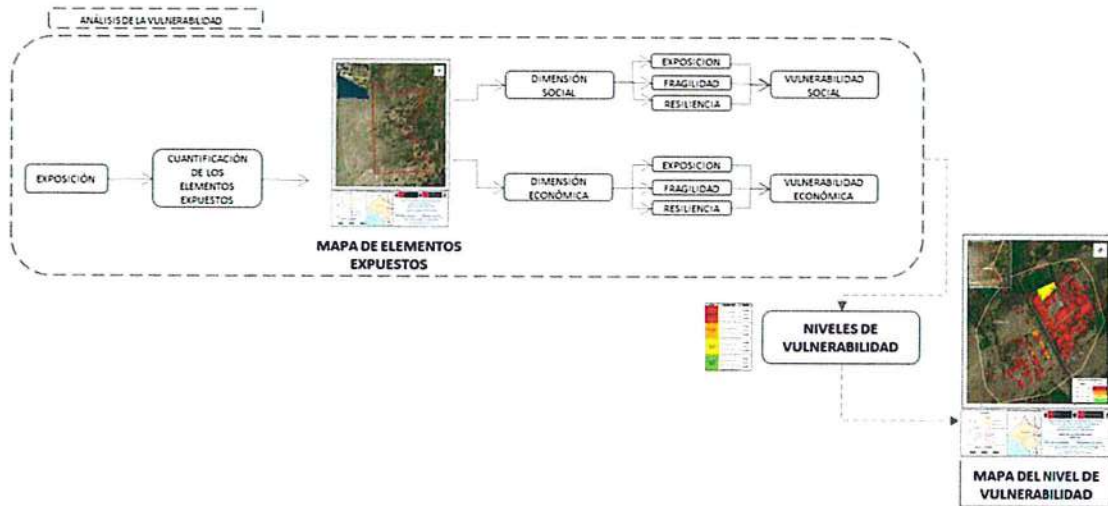 ANÁLISIS DE LA VULNERABILIDAD
EXPOSICIÓN
CUANTIFICACIÓN
DE LOS
ELEMENTOS
EXPUESTOS
MAPA DE ELEMENTOS
EXPUESTOS
DIMENSIÓN
SOCIAL
EXPOSICION
FRAGILIDAD
RESILIENCIA
VULNERABILIDAD
SOCIAL
DIMENSIÓN
ECONÓMICA
EXPOSICION
FRAGILIDAD
RESILIENCIA
VULNERABILIDAD
ECONÓMICA
NIVELES DE
VULNERABILIDAD
MAPA DEL NIVEL DE
VULNERABILIDAD